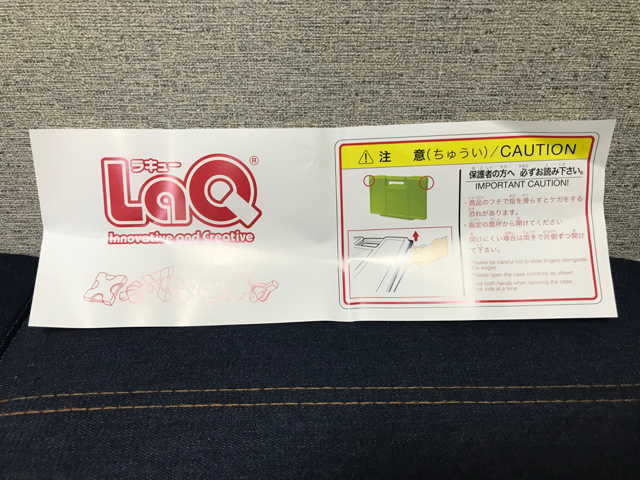 ラキュー
LaQ®
Innovative and Creative
注 意(ちゅうい)/CAUTION
保護者の方へ 必ずお読み下さい。
IMPORTANT CAUTION!
・商品のフチで指を滑らすとケガをする
恐れがあります。
・指定の箇所から開けてください
開けにくい場合は両手で片側ずつ開け
て下さい。
Please be careful not to slide fingers alongside
the edges.
Please open the case correctly as shown.
Use both hands when opening the case
one side at a time.